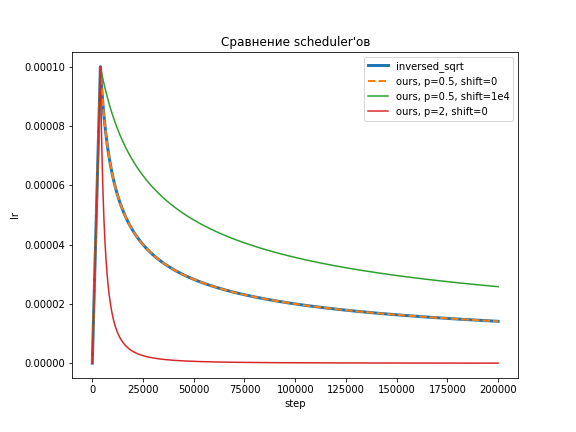 Сравнение scheduler'ов
inversed_sqrt
ours, p=0.5, shift=0
ours, p=0.5, shift=1e4
ours, p=2, shift=0
lr
0.00010
0.00008
0.00006
0.00004
0.00002
0.00000
0 25000 50000 75000 100000 125000 150000 175000 200000
step